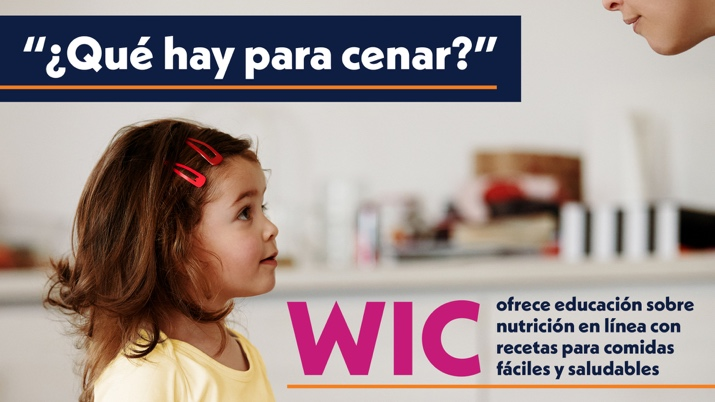 “¿Qué hay para cenar?”
WIC
ofrece educación sobre
nutrición en línea con
recetas para comidas
fáciles y saludables